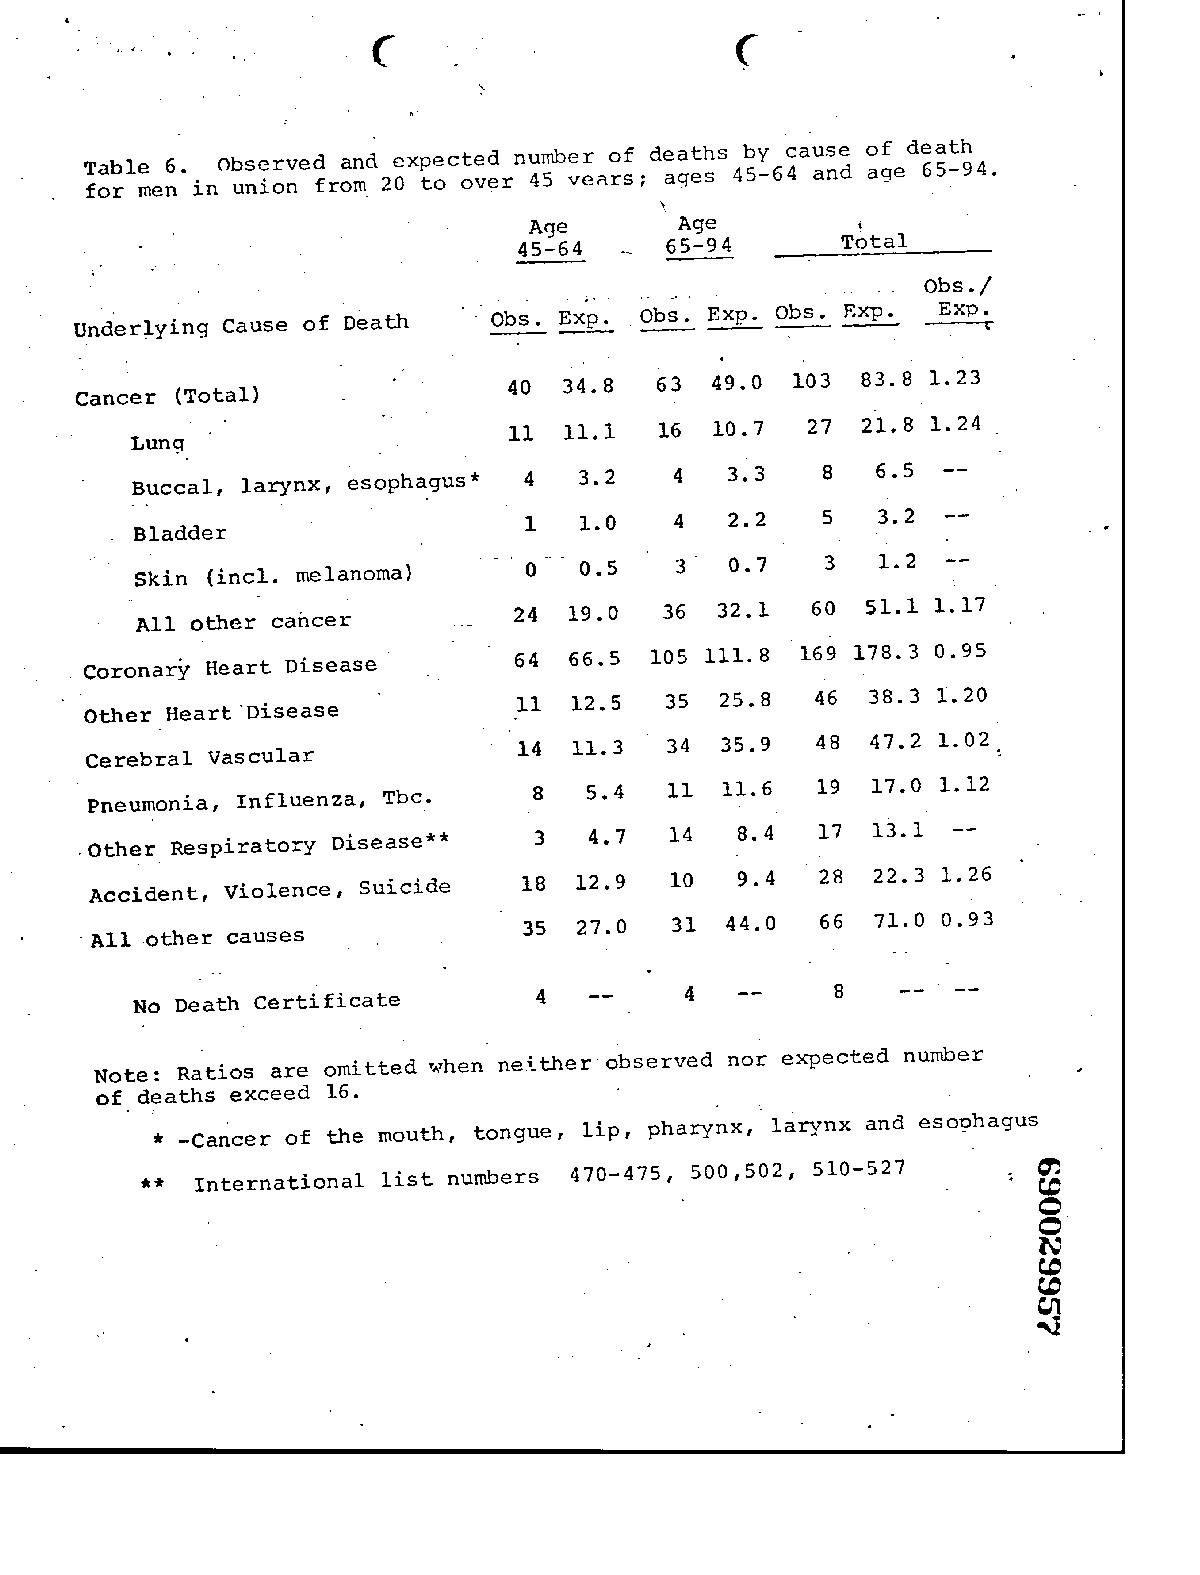 Table 6. Observed and expected number of deaths by cause of death
for men in union from 20 to over 45 years; ages 45-64 and age 65-94.
Age Age
45-64 65-94 Total
Obs./
Underlying Cause of Death Obs. Exp. Obs. Exp. Obs. Exp. Exp.
Cancer (Total) 40 34.8 63 49.0 103 83.8 1.23
Lung 11 11.1 16 10.7 27 21.8 1.24
Buccal, larynx, esophagus* 4 3.2 4 3.3 8 6.5 --
Bladder 1 1.0 4 2.2 5 3.2 --
Skin (incl. melanoma) 0 0.5 3 0.7 3 1.2 --
All other cancer 24 19.0 36 32.1 60 51.1 1.17
Coronary Heart Disease 64 66.5 105 111.8 169 178.3 0.95
Other Heart Disease 11 12.5 35 25.8 46 38.3 1.20
Cerebral Vascular 14 11.3 34 35.9 48 47.2 1.02
Pneumonia, Influenza, Tbc. 8 5.4 11 11.6 19 17.0 1.12
Other Respiratory Disease** 3 4.7 14 8.4 17 13.1 --
Accident, Violence, Suicide 18 12.9 10 9.4 28 22.3 1.26
All other causes 35 27.0 31 44.0 66 71.0 0.93
No Death Certificate 4 -- 4 -- 8 -- --
Note: Ratios are omitted when neither observed nor expected number
of deaths exceed 16.
* -Cancer of the mouth, tongue, lip, pharynx, larynx and esophagus
** International list numbers 470-475, 500,502, 510-527
690029957